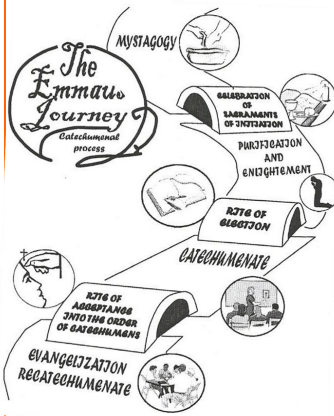 The
Emmaus
Journey
Catechumenal
process
MYSTAGOGY
CELEBRATION
OF
SACRAMENTS
OF INITIATION
PURIFICATION
AND
ENLIGHTEMENT
RITE OF
ELECTION
CATECHUMENATE
RITE OF
ACCEPTANCE
INTO THE ORDER
OF CATECHUMENS
EVANGELIZATION
RECATECHUMENATE